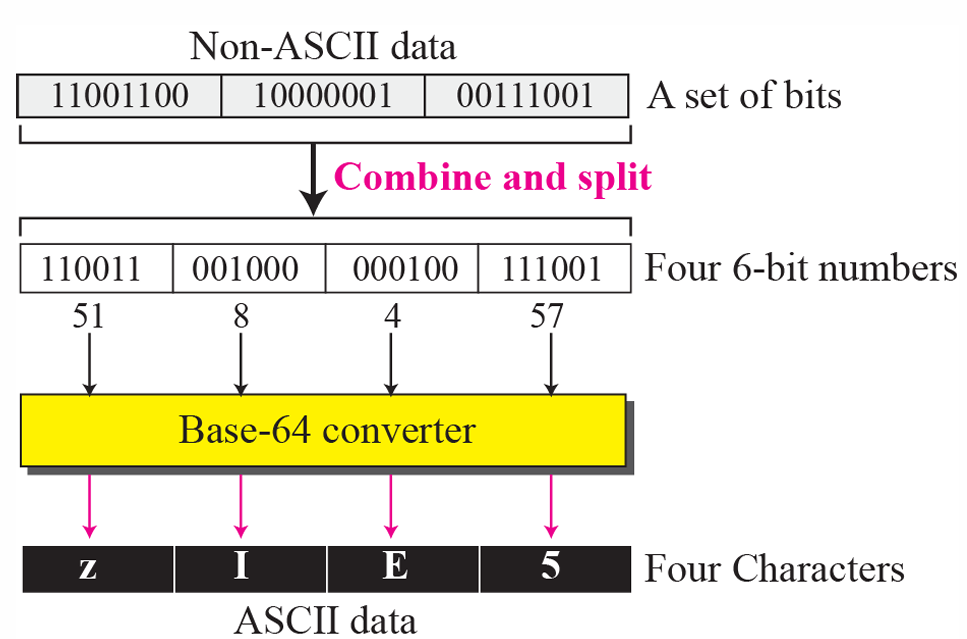 Non-ASCII data
11001100 10000001 00111001 A set of bits
Combine and split
110011 001000 000100 111001 Four 6-bit numbers
51 8 4 57
Base-64 converter
z I E 5 Four Characters
ASCII data